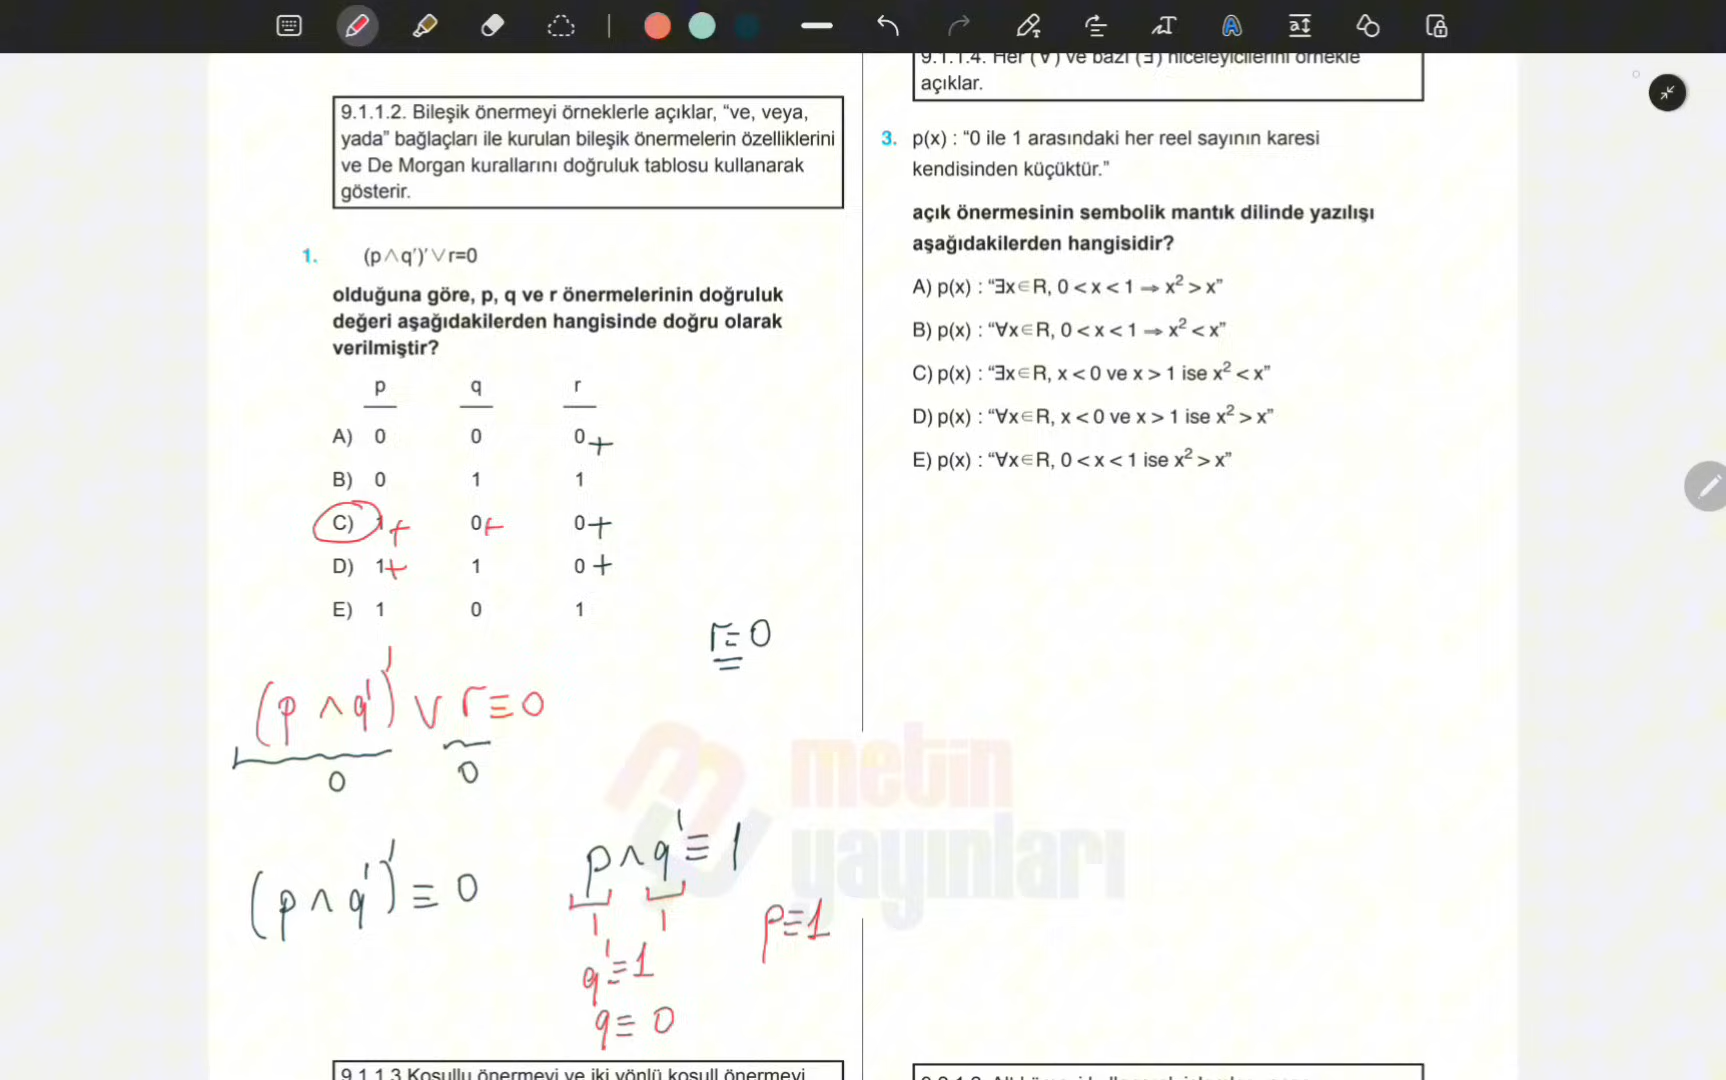 9.1.1.2. Bileşik önermeyi örneklerle açıklar, “ve, veya,
yada” bağlaçları ile kurulan bileşik önermelerin özelliklerini
ve De Morgan kurallarını doğruluk tablosu kullanarak
gösterir.
1. (p∧q')'∨r=0
olduğuna göre, p, q ve r önermelerinin doğruluk
değeri aşağıdakilerden hangisinde doğru olarak
verilmiştir?
p q r
A) 0 0 0 +
B) 0 1 1
C) 1 + 0 + 0 +
D) 1 + 1 0 +
E) 1 0 1
r≡0
(p ∧ q')' ∨ r ≡ 0
0 0
(p ∧ q')' ≡ 0
p ∧ q' ≡ 1
1 1
p≡1
q'≡1
q≡0
9.1.1.3 Koşullu önermeyi ve iki yönlü koşull önermeyi
9.1.1.4. Her (∀) ve bazı (∃) niceleyicilerini örnekle
açıklar.
3. p(x) : “0 ile 1 arasındaki her reel sayının karesi
kendisinden küçüktür.”
açık önermesinin sembolik mantık dilinde yazılışı
aşağıdakilerden hangisidir?
A) p(x) : “∃x∈R, 0 < x < 1 ⇒ x² > x”
B) p(x) : “∀x∈R, 0 < x < 1 ⇒ x² < x”
C) p(x) : “∃x∈R, x < 0 ve x > 1 ise x² < x”
D) p(x) : “∀x∈R, x < 0 ve x > 1 ise x² > x”
E) p(x) : “∀x∈R, 0 < x < 1 ise x² > x”
metin
yayınları